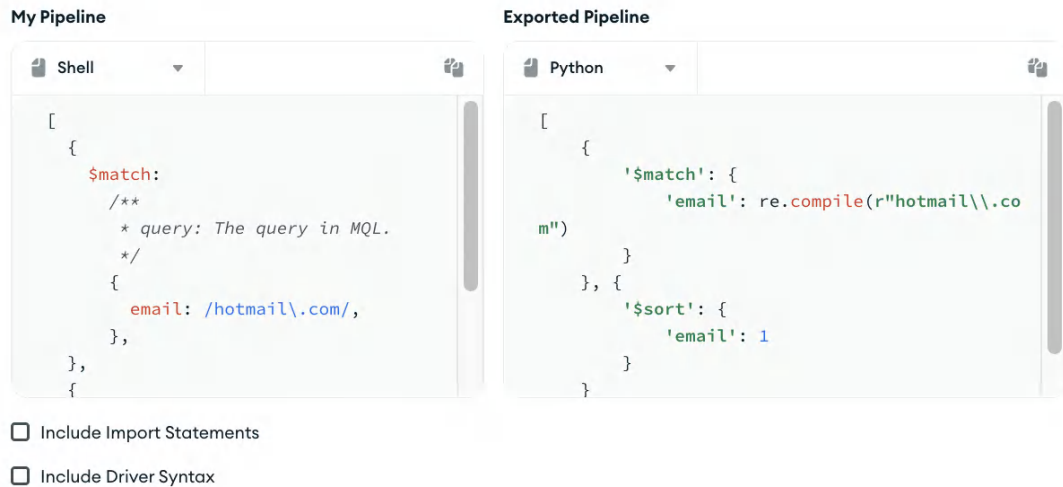 My Pipeline
Shell
[
{
$match:
/**
* query: The query in MQL.
*/
{
email: /hotmail\.com/,
},
},
{
Exported Pipeline
Python
[
{
'$match': {
'email': re.compile(r"hotmail\\.co
m")
}
}, {
'$sort': {
'email': 1
}
}
Include Import Statements
Include Driver Syntax